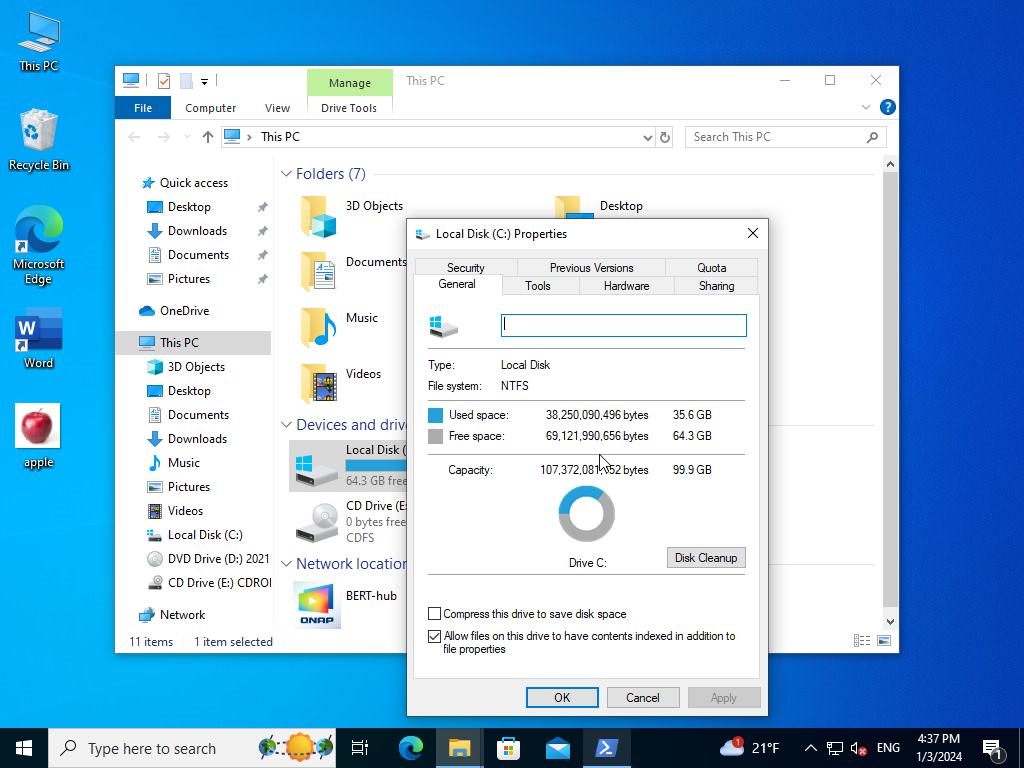 This PC
Recycle Bin
Microsoft
Edge
Word
apple
Manage
This PC
File
Computer
View
Drive Tools
This PC
Search This PC
Quick access
Desktop
Downloads
Documents
Pictures
OneDrive
This PC
3D Objects
Desktop
Documents
Downloads
Music
Pictures
Videos
Local Disk (C:)
DVD Drive (D:) 2021
CD Drive (E:) CDROM
Network
11 items
1 item selected
Folders (7)
3D Objects
Desktop
Documents
Music
Videos
Devices and drive
Local Disk (
64.3 GB free
CD Drive (E:
0 bytes free
CDFS
Network location
BERT-hub
QNAP
Local Disk (C:) Properties
Security
Previous Versions
Quota
General
Tools
Hardware
Sharing
Type:
Local Disk
File system:
NTFS
Used space:
38,250,090,496 bytes
35.6 GB
Free space:
69,121,990,656 bytes
64.3 GB
Capacity:
bytes
99.9 GB
Drive C:
Disk Cleanup
Compress this drive to save disk space
Allow files on this drive to have contents indexed in addition to
file properties
OK
Cancel
Apply
Type here to search
1
21°F
ENG
4:37 PM
1/3/2024
1